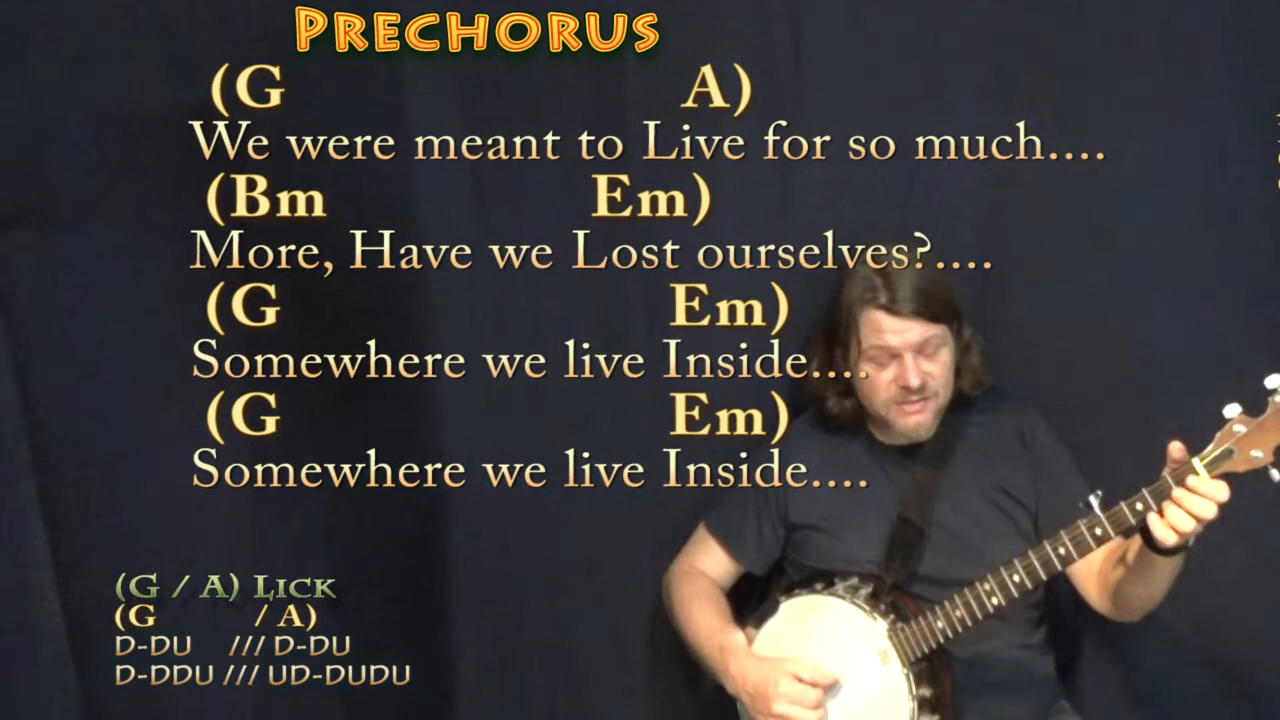 PRECHORUS
(G A)
We were meant to Live for so much....
(Bm Em)
More, Have we Lost ourselves?....
(G Em)
Somewhere we live Inside....
(G Em)
Somewhere we live Inside....
(G / A) LICK
(G / A)
D-DU /// D-DU
D-DDU /// UD-DUDU